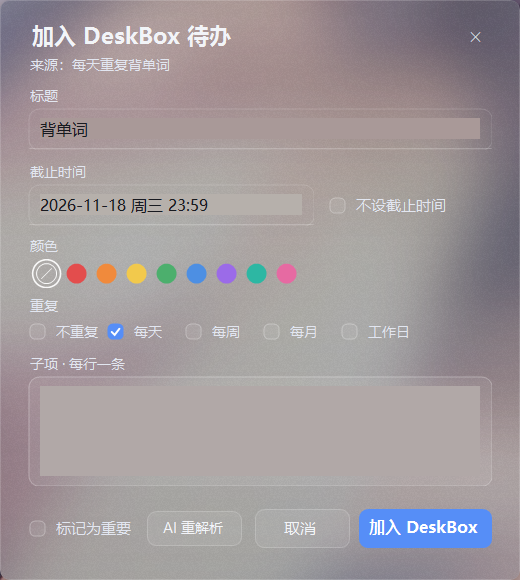 加入 DeskBox 待办
来源：每天重复背单词
标题
背单词
截止时间
2026-11-18 周三 23:59
不设截止时间
颜色
重复
不重复 每天 每周 每月 工作日
子项 · 每行一条
标记为重要 AI 重解析 取消 加入 DeskBox